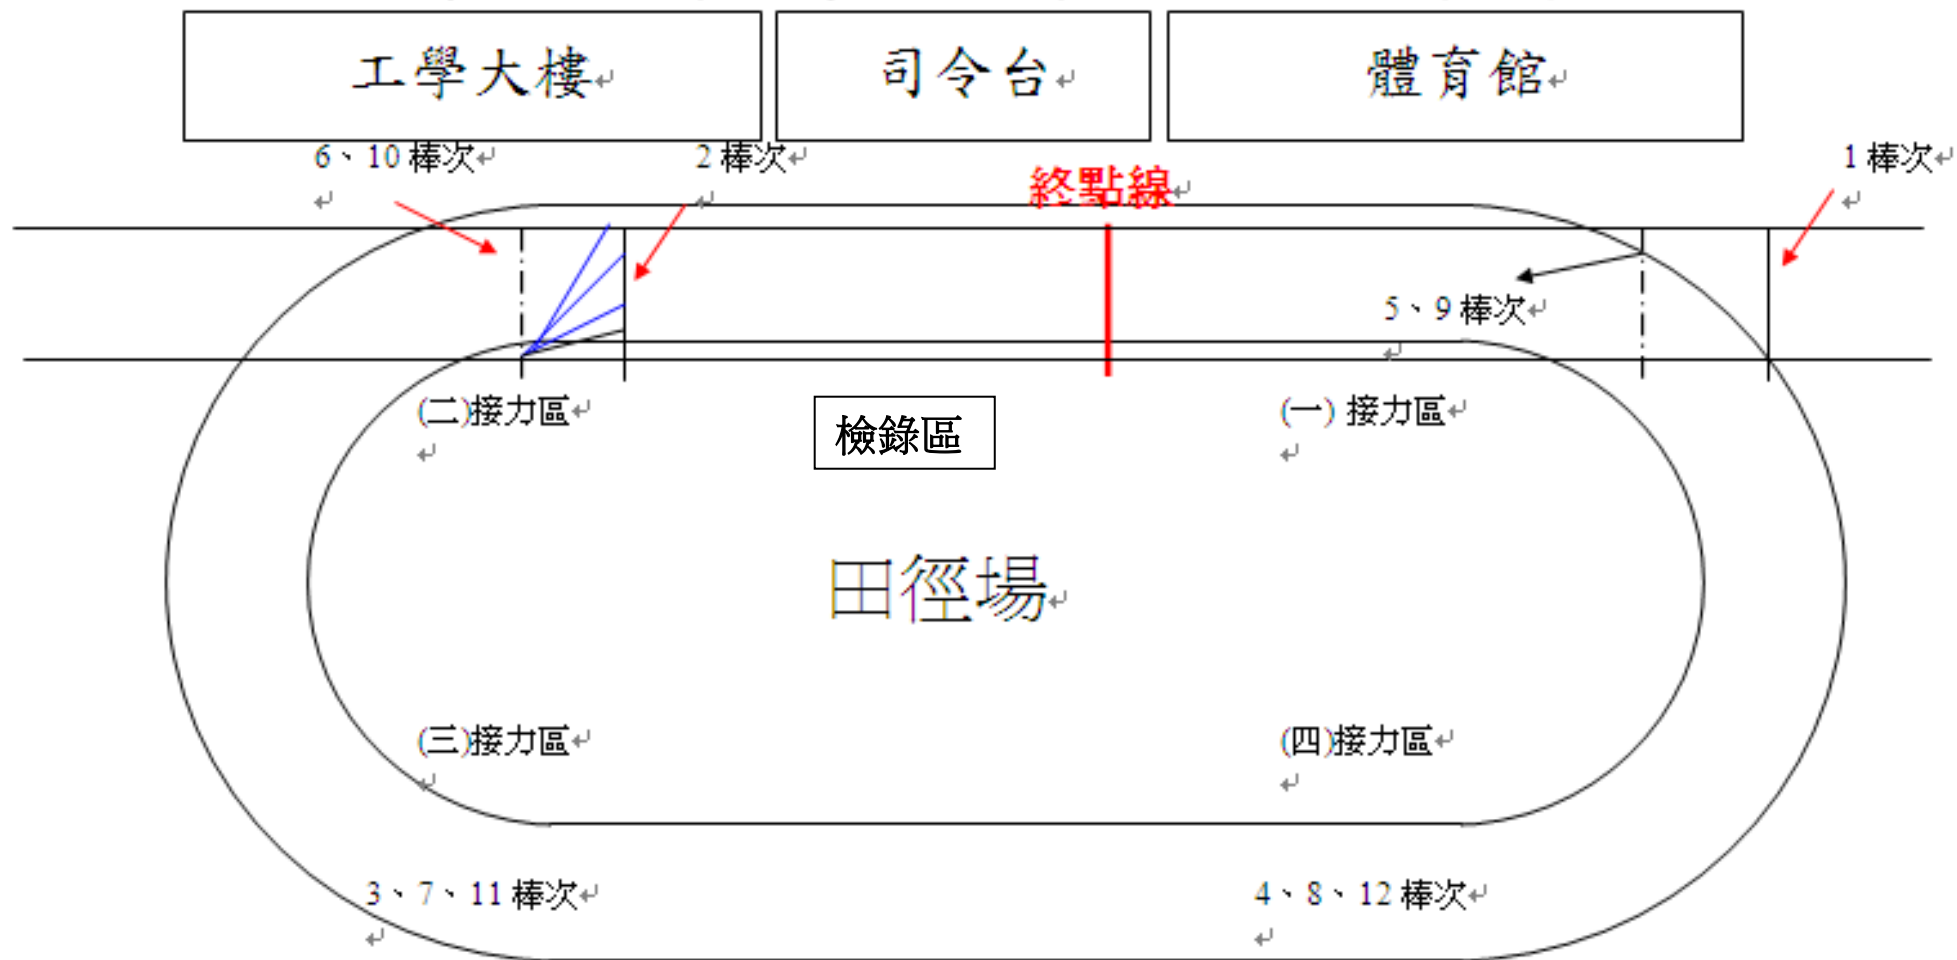 工學大樓
司令台
體育館
6、10 棒次
2 棒次
終點線
1 棒次
5、9 棒次
(二)接力區
檢錄區
(一) 接力區
田徑場
(三)接力區
(四)接力區
3、7、11 棒次
4、8、12 棒次